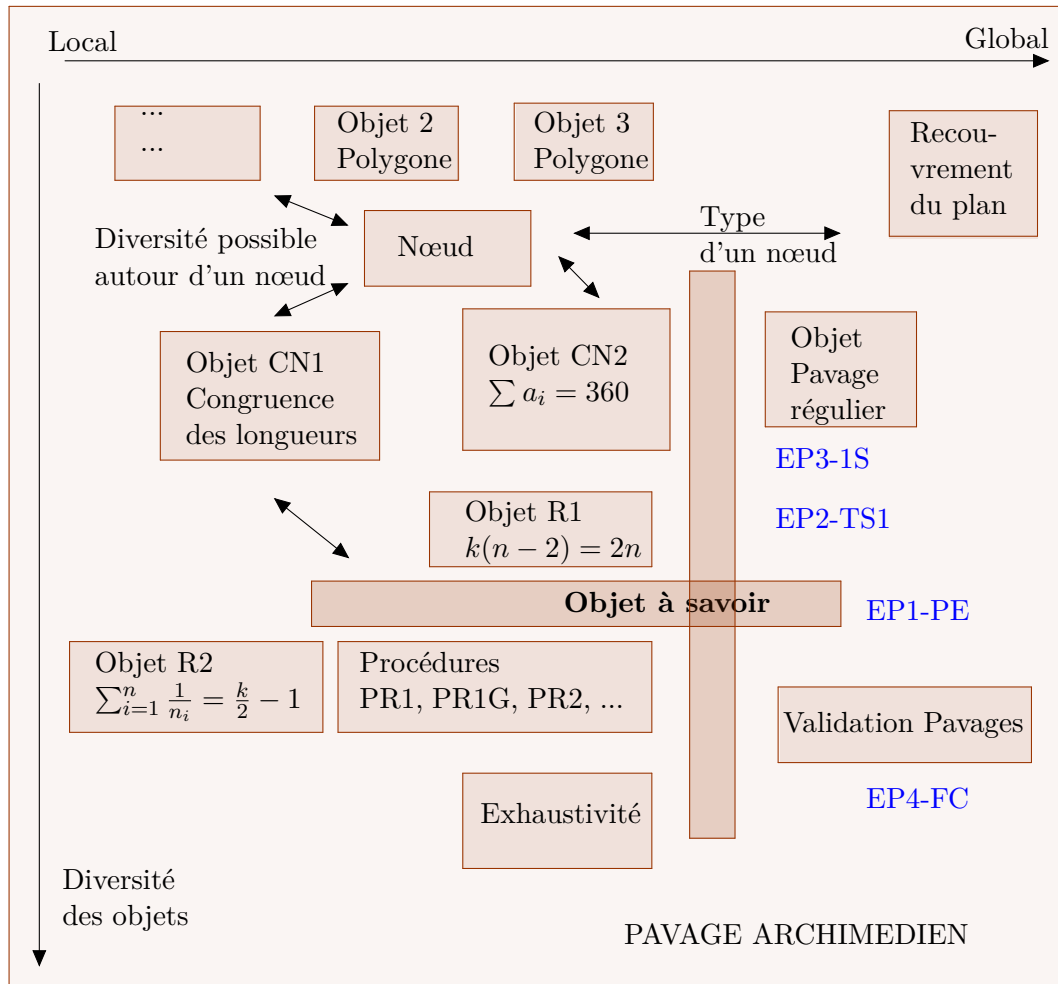 Local
Global
...
...
Objet 2
Polygone
Objet 3
Polygone
Recou-
vrement
du plan
Diversité possible
autour d'un nœud
Nœud
Type
d'un nœud
Objet CN1
Congruence
des longueurs
Objet CN2
∑ a_i = 360
Objet
Pavage
régulier
EP3-1S
EP2-TS1
Objet R1
k(n − 2) = 2n
Objet à savoir
EP1-PE
Objet R2
∑_{i=1}^{n} \frac{1}{n_i} = \frac{k}{2} − 1
Procédures
PR1, PR1G, PR2, ...
Validation Pavages
EP4-FC
Exhaustivité
Diversité
des objets
PAVAGE ARCHIMEDIEN